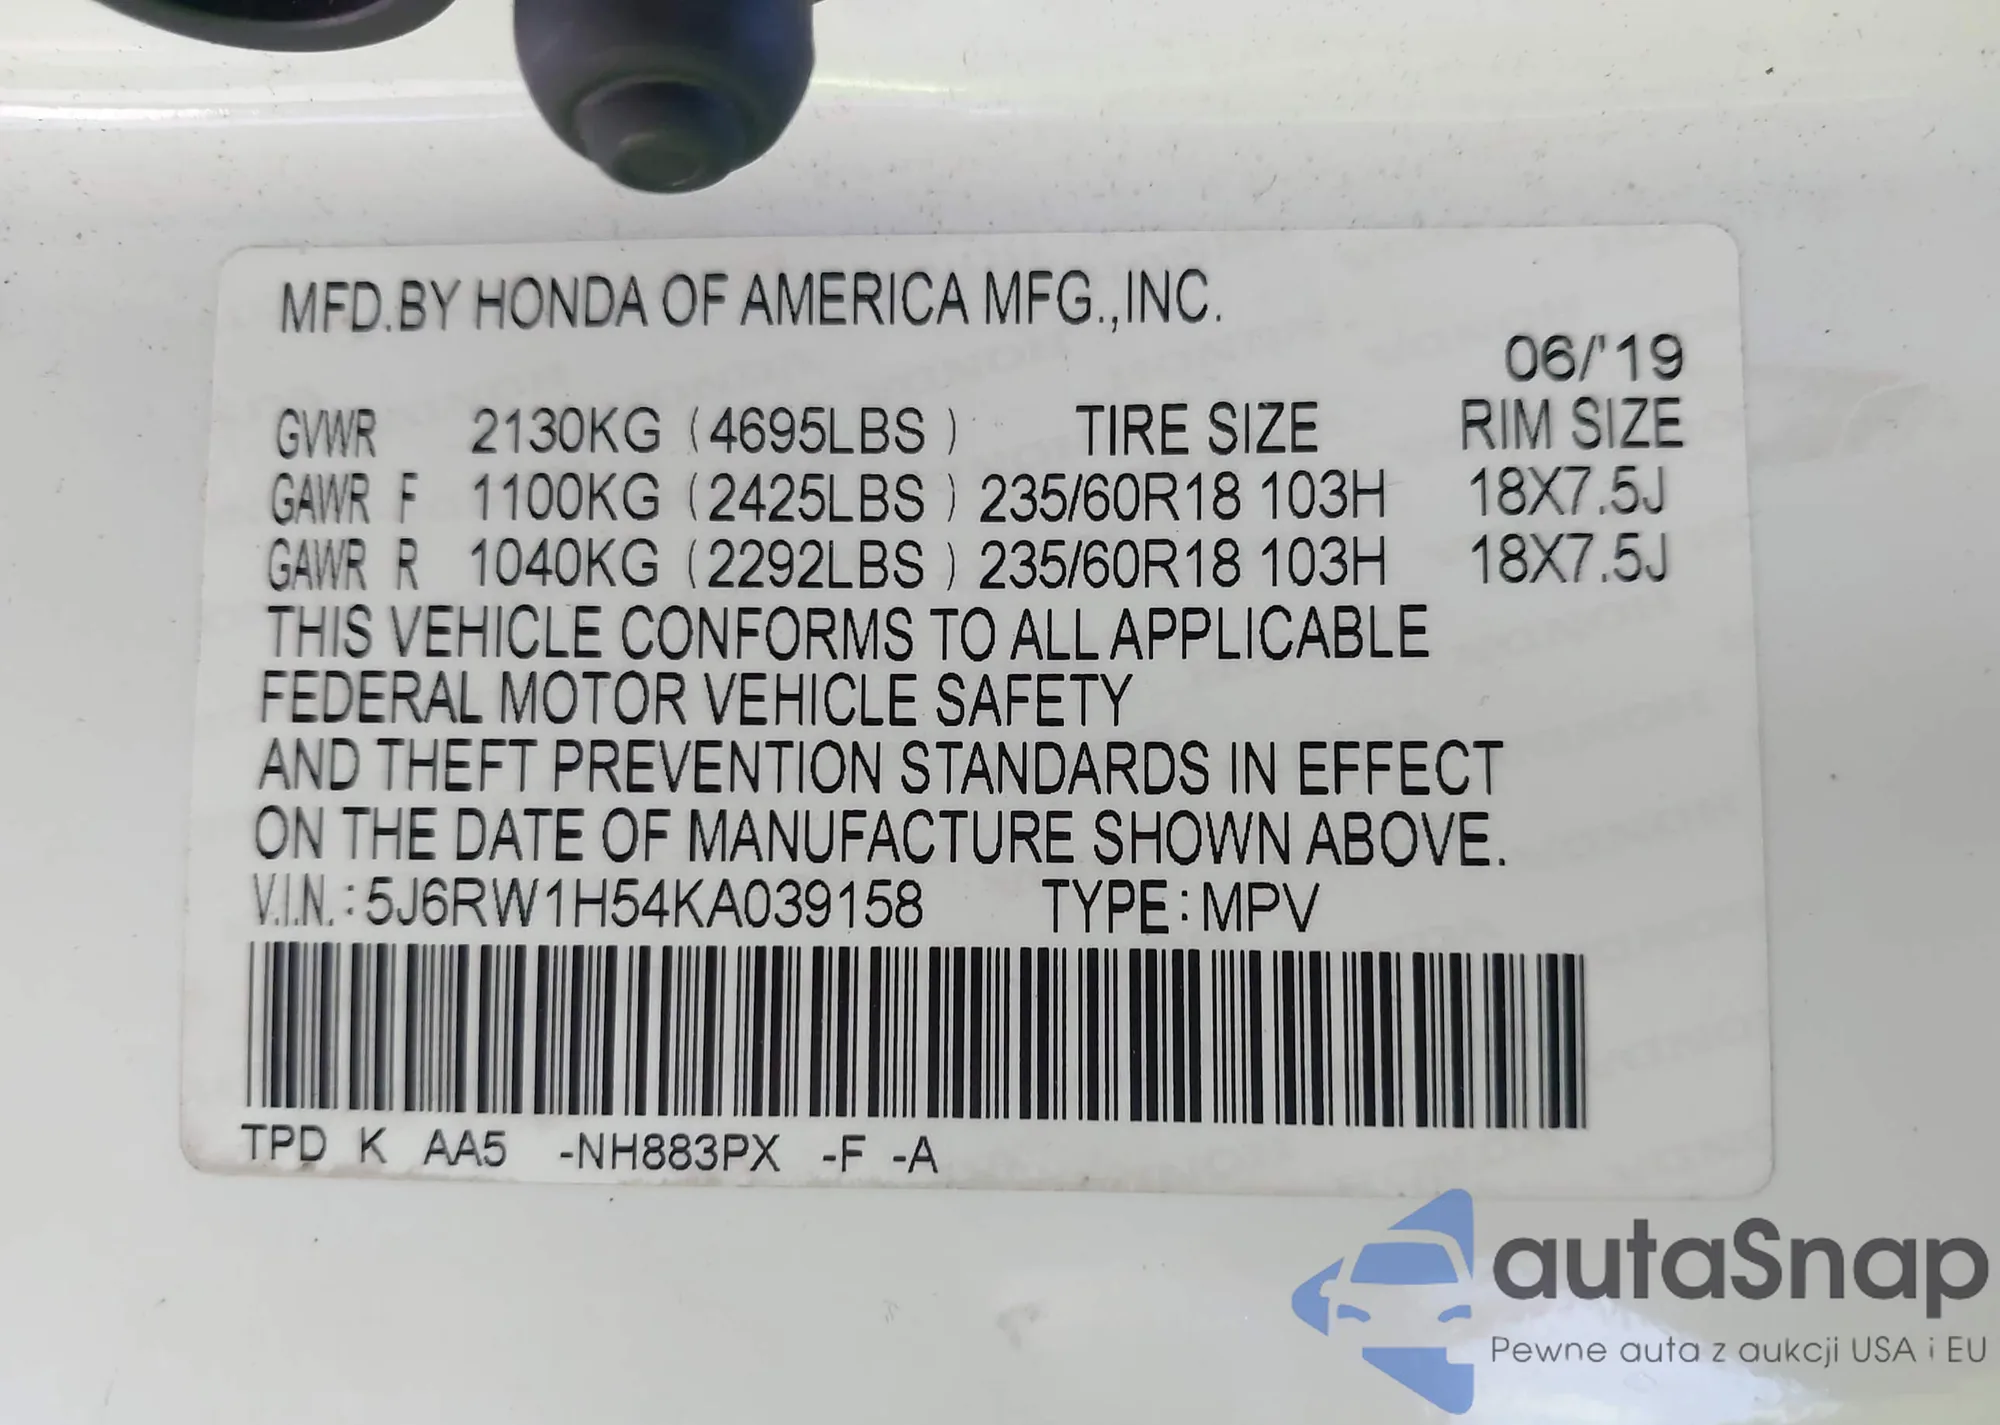 MFD.BY HONDA OF AMERICA MFG.,INC.
06/'19
GVWR 2130KG (4695LBS ) TIRE SIZE RIM SIZE
GAWR F 1100KG (2425LBS ) 235/60R18 103H 18X7.5J
GAWR R 1040KG (2292LBS ) 235/60R18 103H 18X7.5J
THIS VEHICLE CONFORMS TO ALL APPLICABLE
FEDERAL MOTOR VEHICLE SAFETY
AND THEFT PREVENTION STANDARDS IN EFFECT
ON THE DATE OF MANUFACTURE SHOWN ABOVE.
V.I.N.:5J6RW1H54KA039158 TYPE:MPV
TPD K AA5 -NH883PX -F -A
autaSnap
Pewne auta z aukcji USA i EU